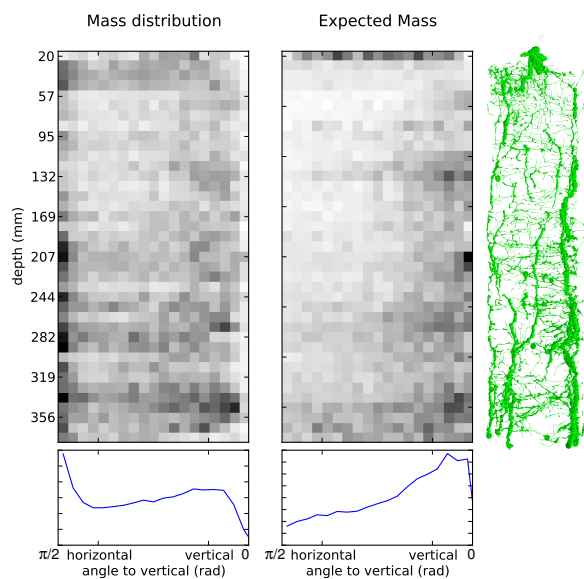 Mass distribution
Expected Mass
depth (mm)
20
57
95
132
169
207
244
282
319
356
π/2 horizontal vertical 0
π/2 horizontal vertical 0
angle to vertical (rad)
angle to vertical (rad)